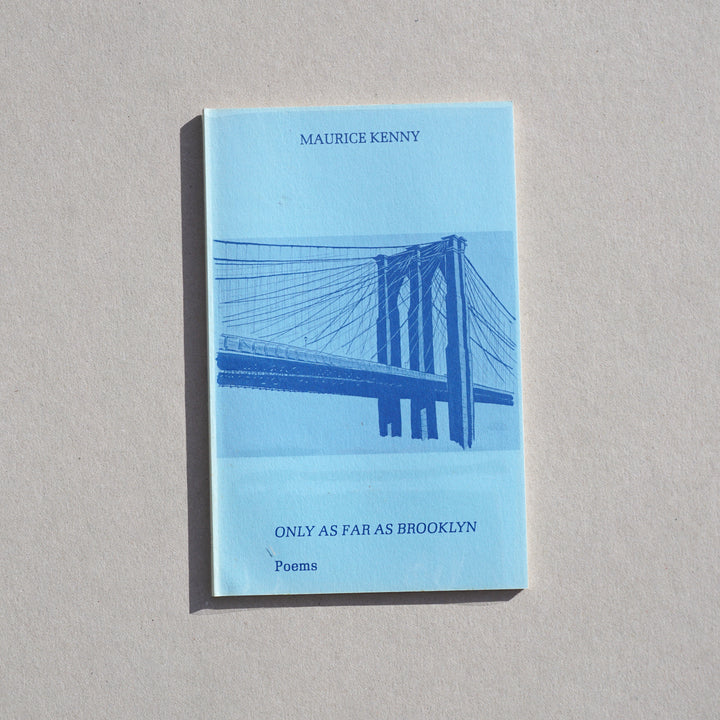 MAURICE KENNY
ONLY AS FAR AS BROOKLYN
Poems